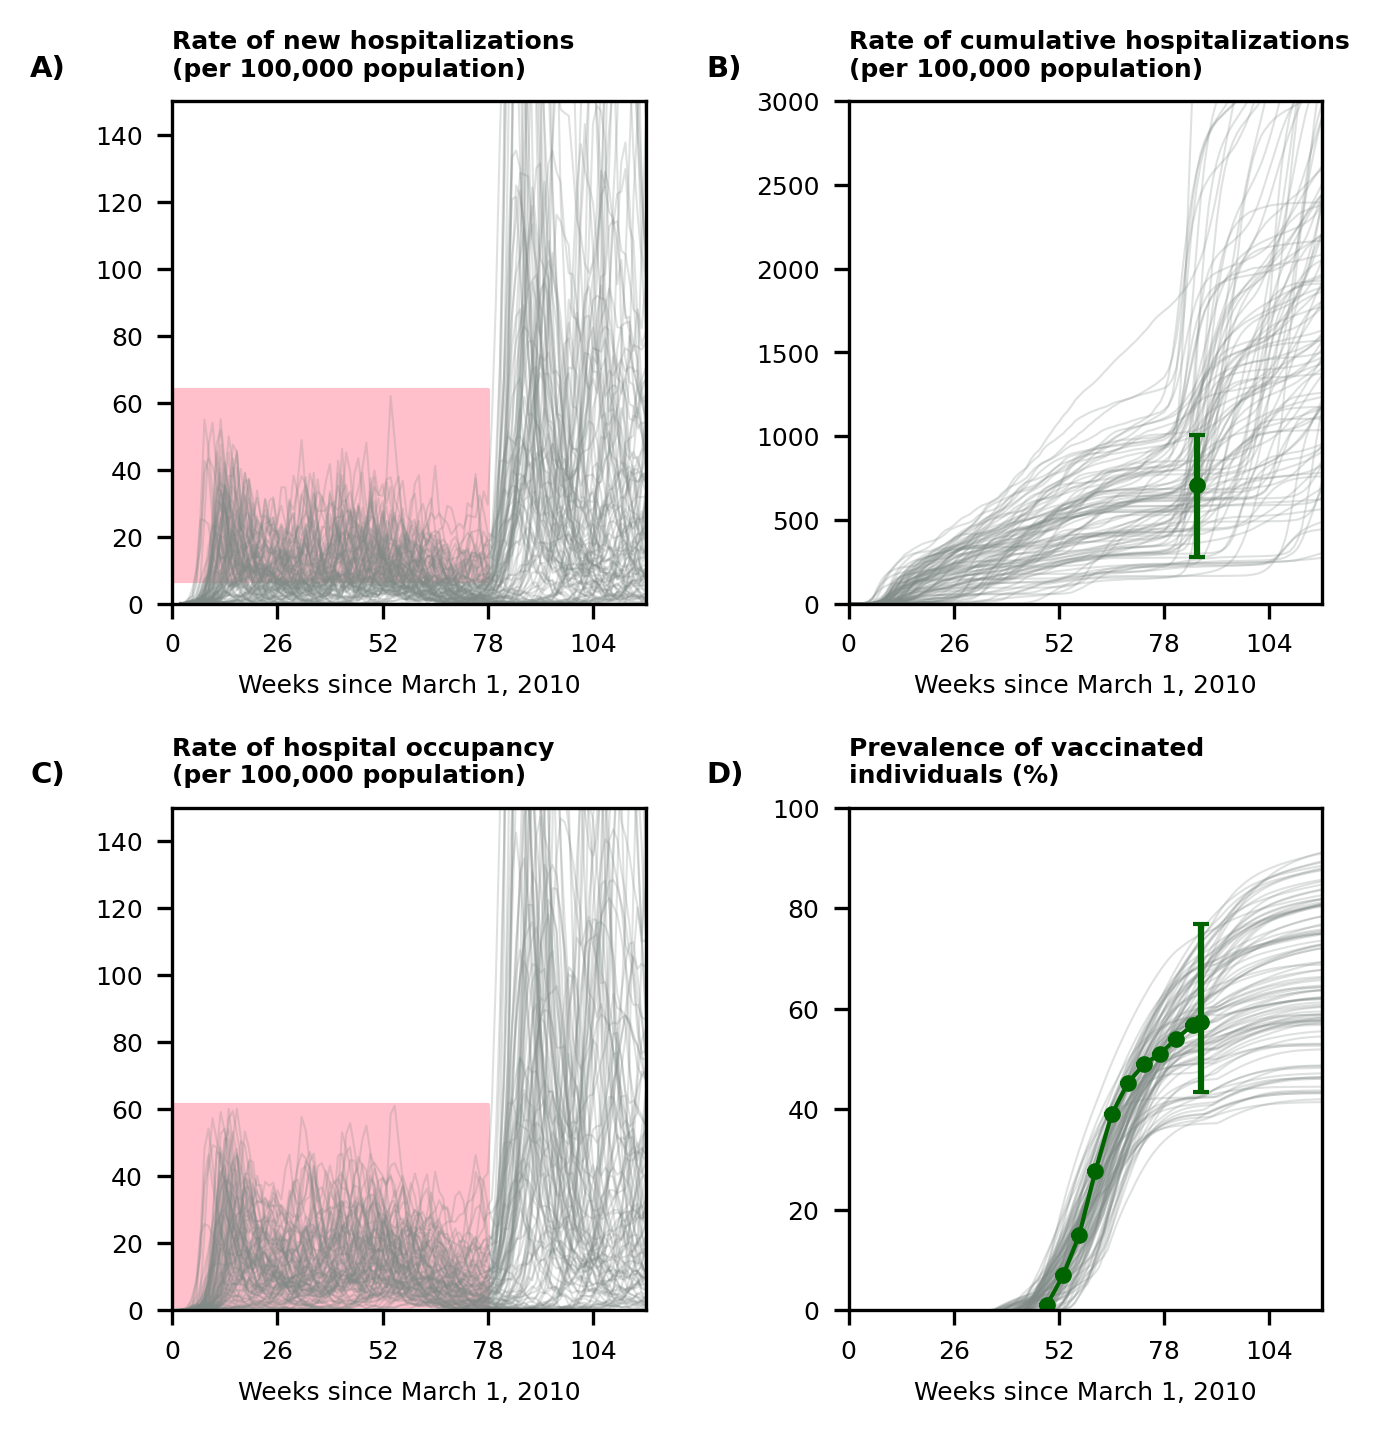 A)
Rate of new hospitalizations
(per 100,000 population)
140
120
100
80
60
40
20
0
0 26 52 78 104
Weeks since March 1, 2010
B)
Rate of cumulative hospitalizations
(per 100,000 population)
3000
2500
2000
1500
1000
500
0
0 26 52 78 104
Weeks since March 1, 2010
C)
Rate of hospital occupancy
(per 100,000 population)
140
120
100
80
60
40
20
0
0 26 52 78 104
Weeks since March 1, 2010
D)
Prevalence of vaccinated
individuals (%)
100
80
60
40
20
0
0 26 52 78 104
Weeks since March 1, 2010